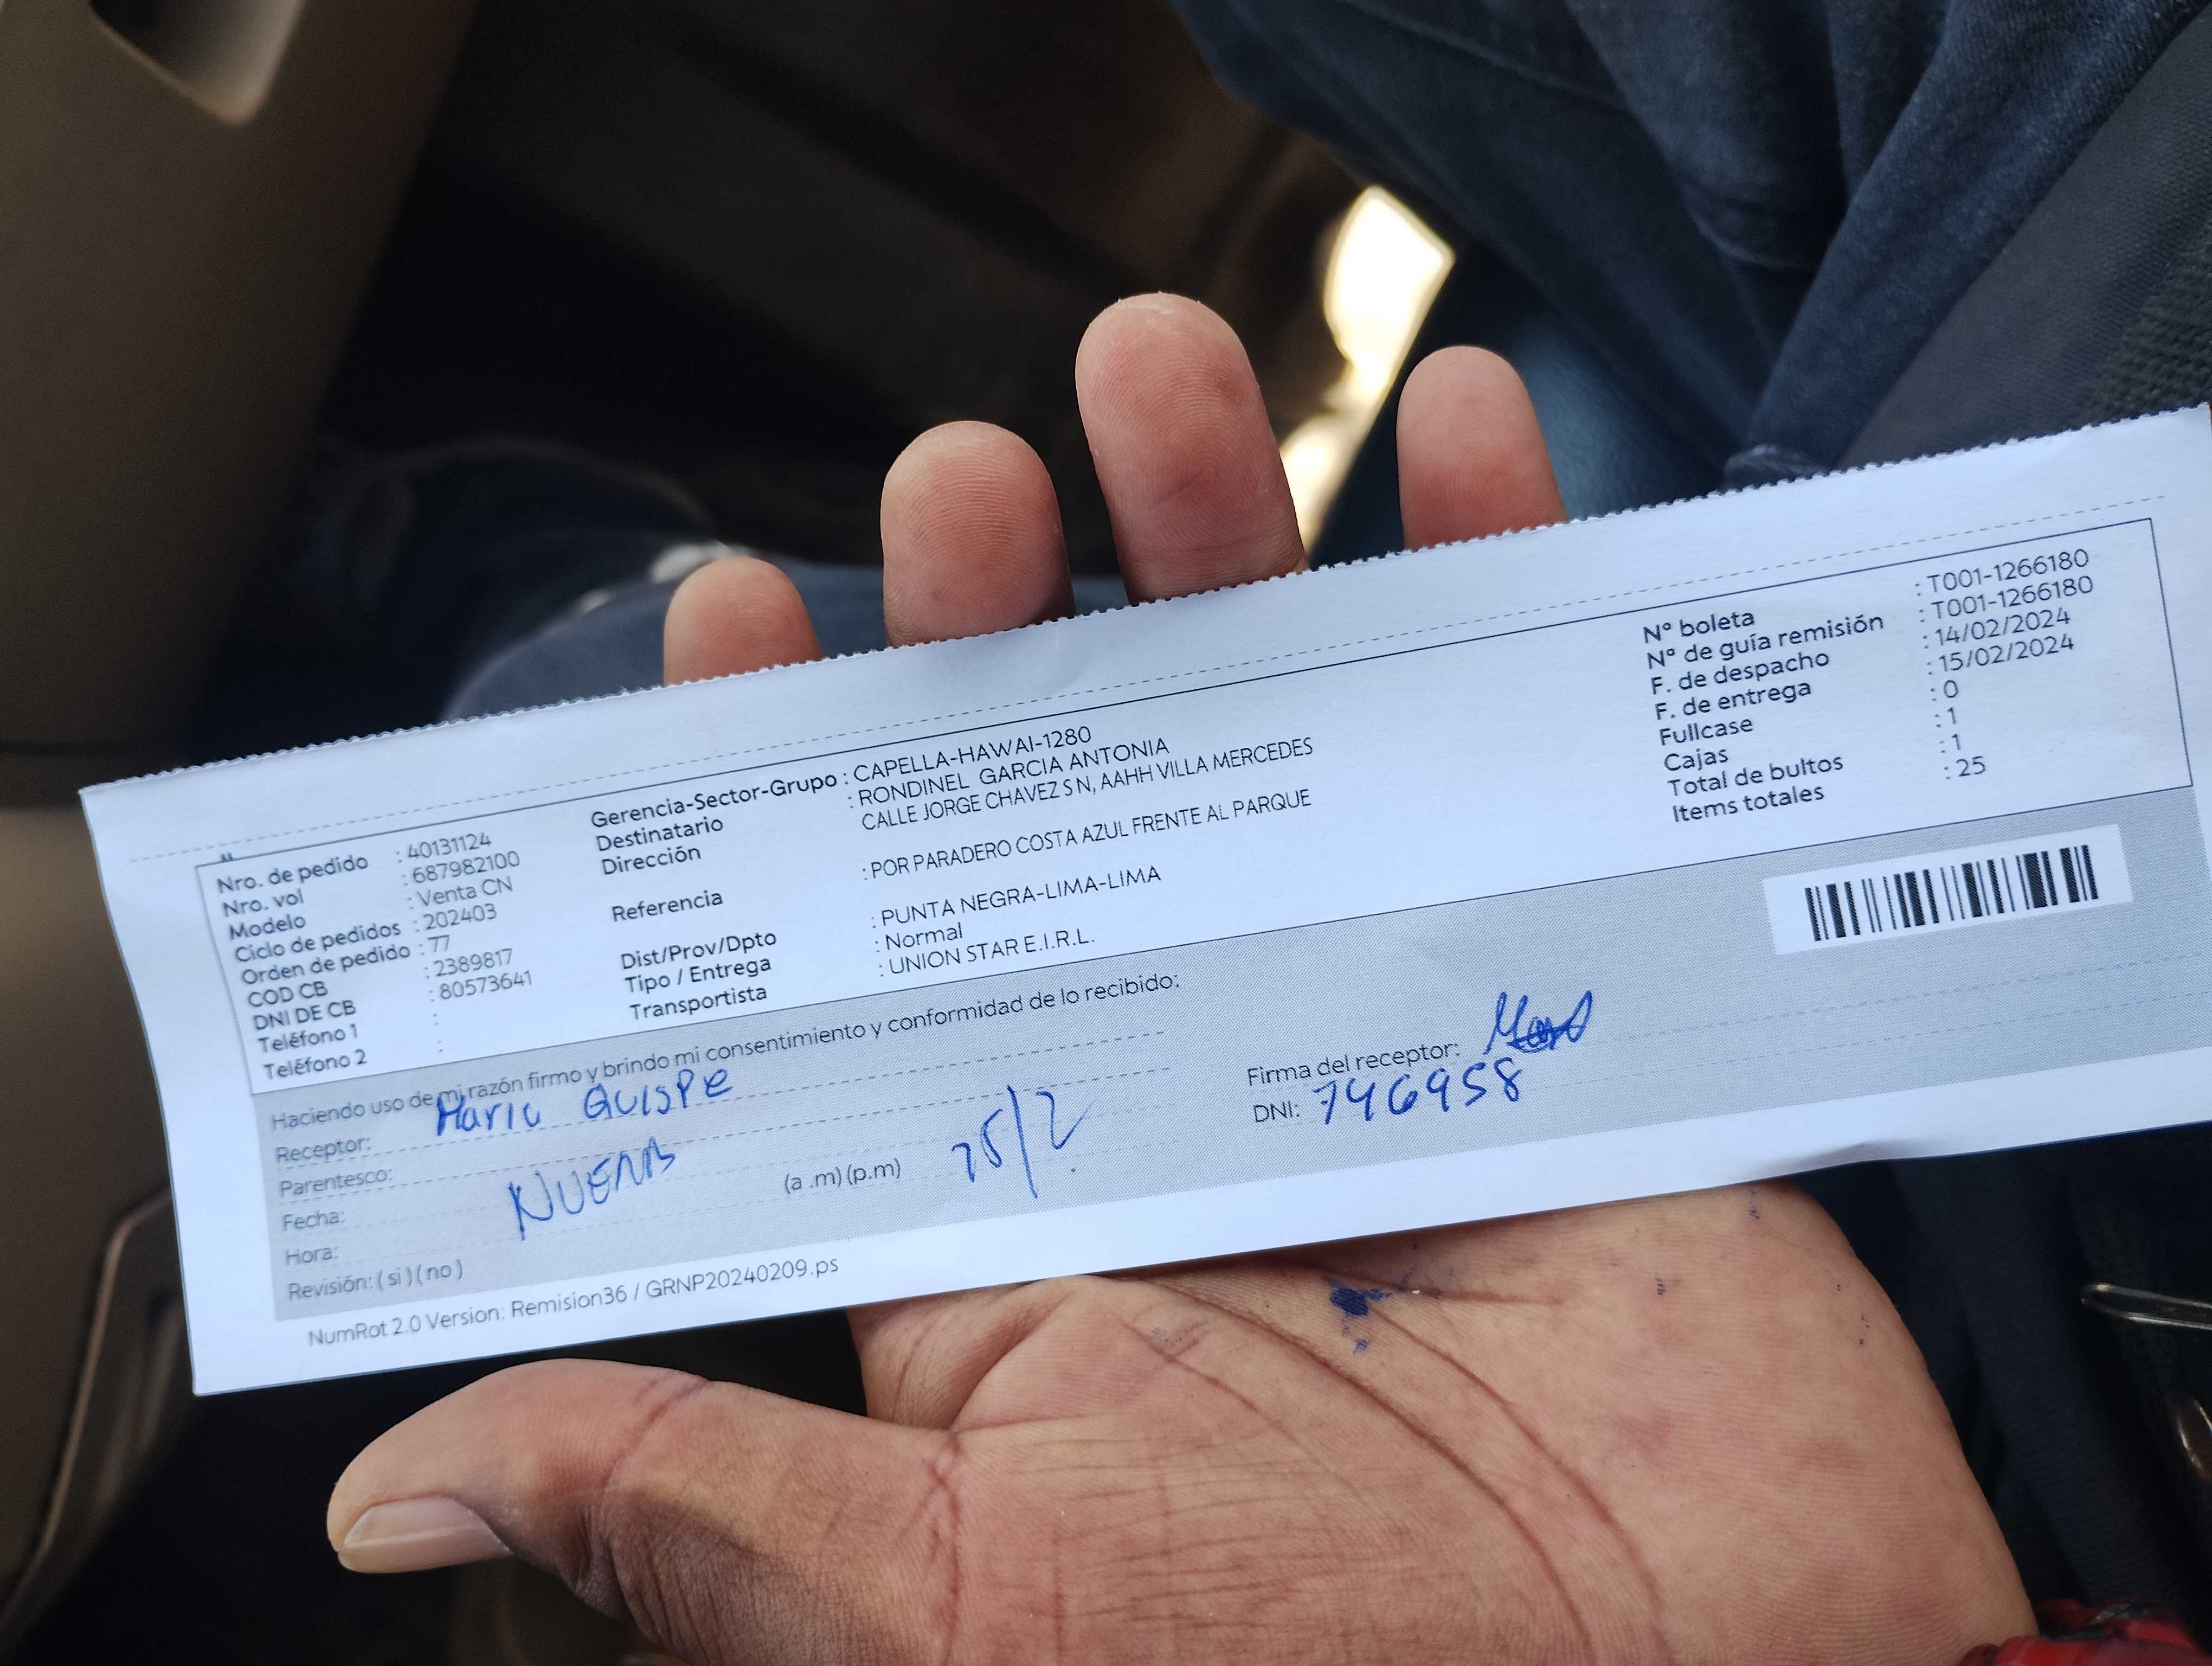 Nro. de pedido : 40131124
Nro. vol : 687982100
Modelo : Venta CN
Ciclo de pedidos : 202403
Orden de pedido : 77
COD CB : 2389817
DNI DE CB : 80573641
Teléfono 1 :
Teléfono 2 :
Gerencia-Sector-Grupo : CAPELLA-HAWAI-1280
Destinatario : RONDINEL GARCIA ANTONIA
Dirección CALLE JORGE CHAVEZ S N, AAHH VILLA MERCEDES
Referencia : POR PARADERO COSTA AZUL FRENTE AL PARQUE
Dist/Prov/Dpto : PUNTA NEGRA-LIMA-LIMA
Tipo / Entrega : Normal
Transportista : UNION STAR E.I.R.L.
N° boleta : T001-1266180
N° de guía remisión : T001-1266180
F. de despacho : 14/02/2024
F. de entrega : 15/02/2024
Fullcase : 0
Cajas : 1
Total de bultos : 1
Items totales : 25
Haciendo uso de mi razón firmo y brindo mi consentimiento y conformidad de lo recibido:
Receptor: Maria QUISPE
Parentesco: NUERA
Fecha: 15/2
Hora: (a .m) (p.m)
Revisión: ( si ) ( no )
Firma del receptor:
DNI: 746958
NumRot 2.0 Version: Remision36 / GRNP20240209.ps